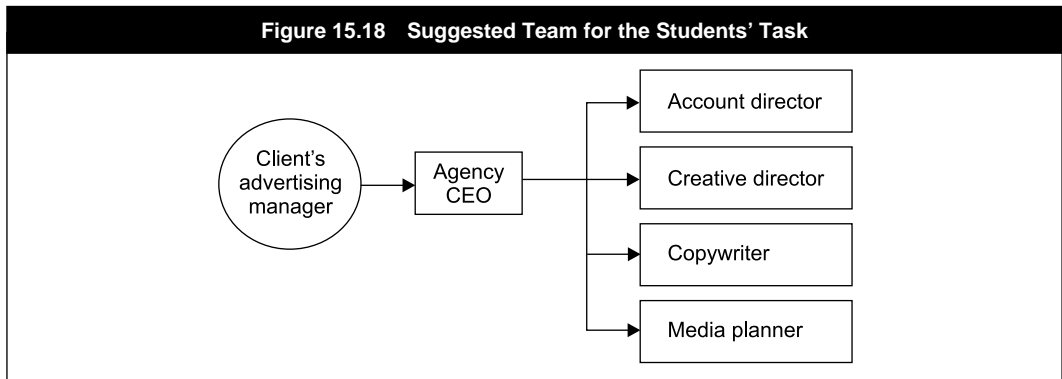 Figure 15.18 Suggested Team for the Students’ Task
Client’s
advertising
manager
Agency
CEO
Account director
Creative director
Copywriter
Media planner